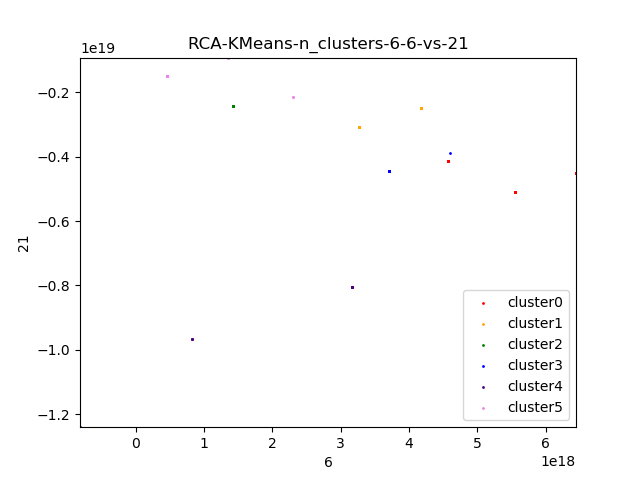 RCA-KMeans-n_clusters-6-6-vs-21
1e19
−0.2
−0.4
−0.6
−0.8
−1.0
−1.2
21
0 1 2 3 4 5 6
6
1e18
cluster0
cluster1
cluster2
cluster3
cluster4
cluster5